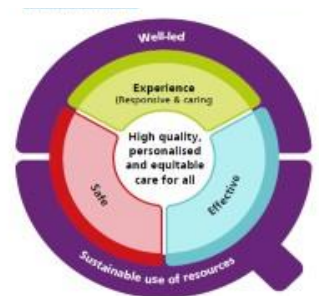 Well-led
Experience
(Responsive & caring
High quality,
personalised
and equitable
care for all
Safe
Effective
Sustainable use of resources